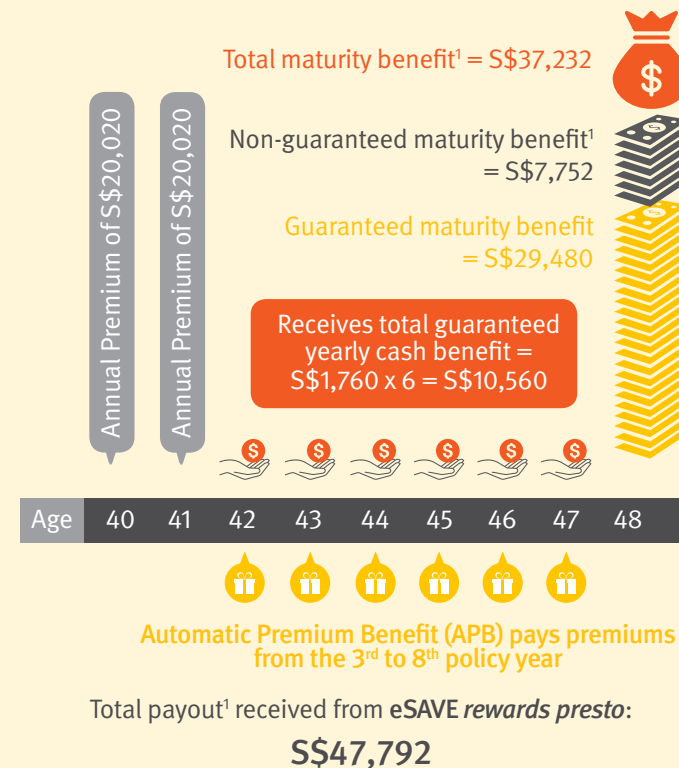 Total maturity benefit¹ = S$37,232
Annual Premium of S$20,020
Annual Premium of S$20,020
Non-guaranteed maturity benefit¹
= S$7,752
Guaranteed maturity benefit
= S$29,480
Receives total guaranteed
yearly cash benefit =
S$1,760 x 6 = S$10,560
$ $ $ $ $ $
$
Age 40 41 42 43 44 45 46 47 48
Automatic Premium Benefit (APB) pays premiums
from the 3rd to 8th policy year
Total payout¹ received from eSAVE rewards presto:
S$47,792